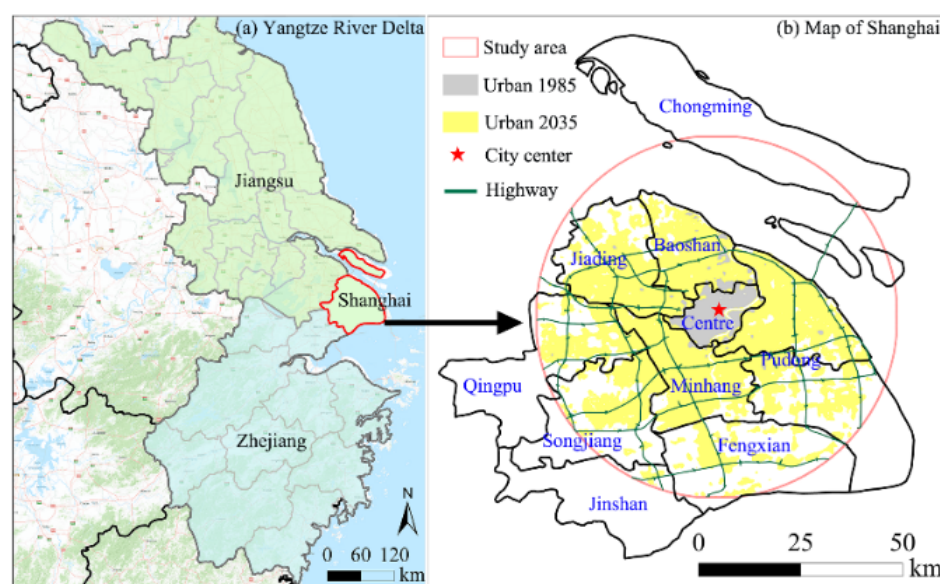 (a) Yangtze River Delta
Jiangsu
Shanghai
Zhejiang
N
0 60 120
km
(b) Map of Shanghai
Study area
Urban 1985
Urban 2035
City center
Highway
Chongming
Baoshan
Jiading
Centre
Pudong
Qingpu
Minhang
Songjiang
Fengxian
Jinshan
0 25 50
km